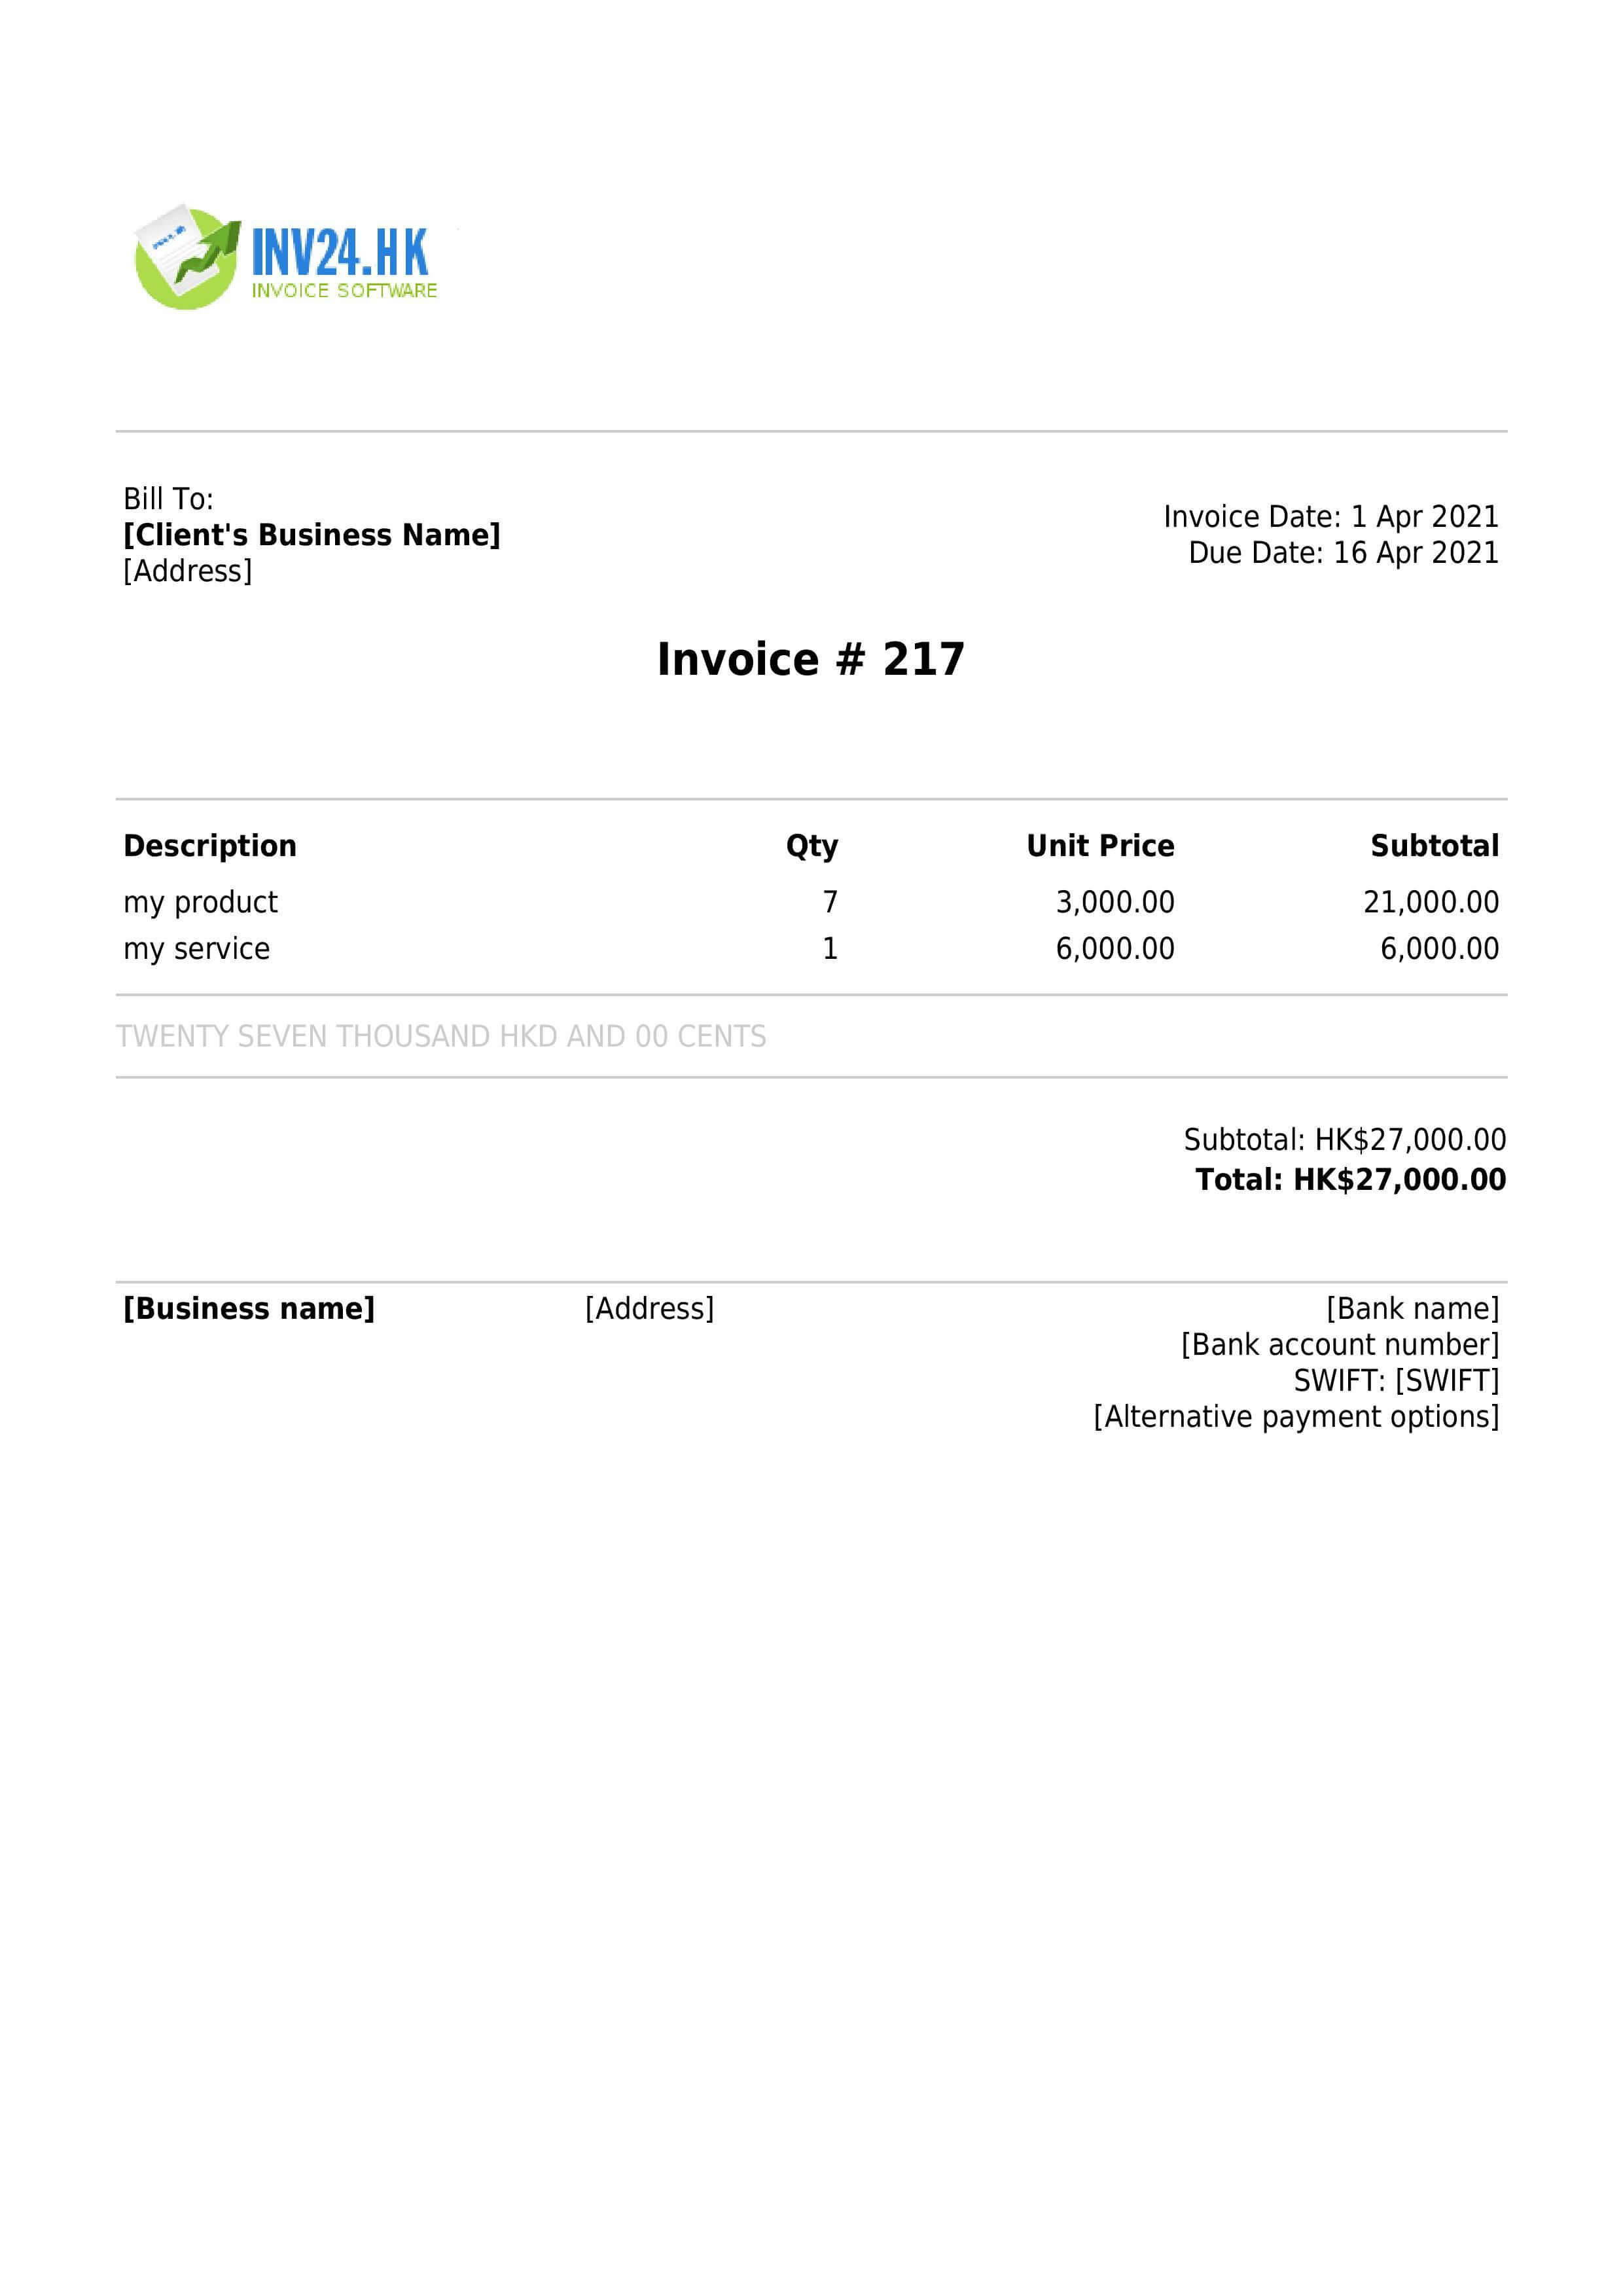 INV24.HK
INVOICE SOFTWARE
Bill To:
[Client's Business Name]
[Address]
Invoice Date: 1 Apr 2021
Due Date: 16 Apr 2021
Invoice # 217
Description Qty Unit Price Subtotal
my product 7 3,000.00 21,000.00
my service 1 6,000.00 6,000.00
TWENTY SEVEN THOUSAND HKD AND 00 CENTS
Subtotal: HK$27,000.00
Total: HK$27,000.00
[Business name] [Address] [Bank name]
[Bank account number]
SWIFT: [SWIFT]
[Alternative payment options]